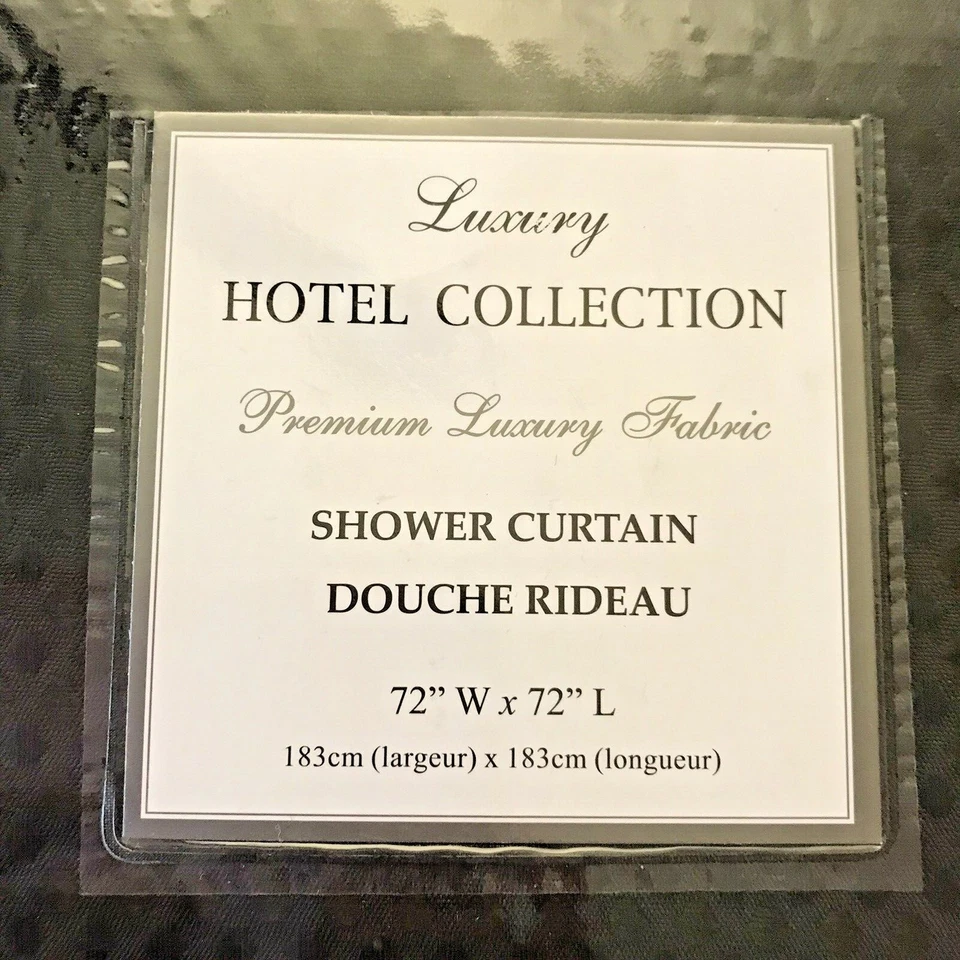 Luxury
HOTEL COLLECTION
Premium Luxury Fabric
SHOWER CURTAIN
DOUCHE RIDEAU
72” W x 72” L
183cm (largeur) x 183cm (longueur)